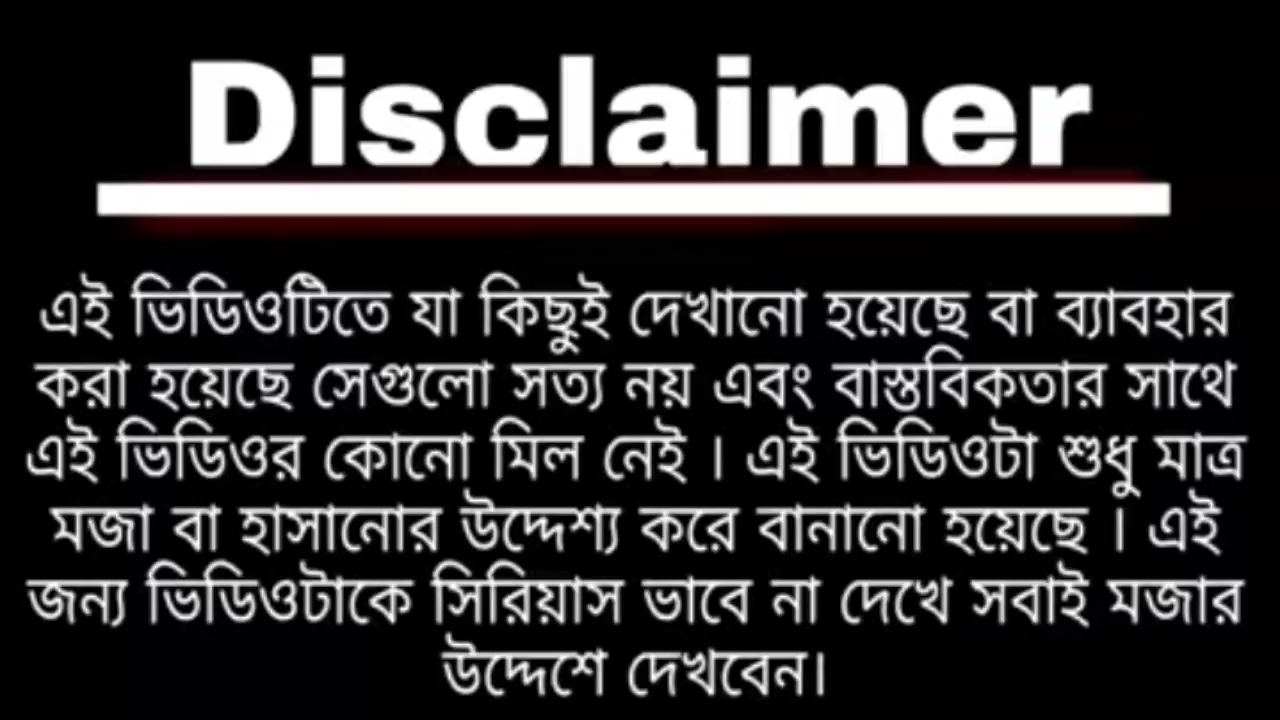 Disclaimer
এই ভিডিওটিতে যা কিছুই দেখানো হয়েছে বা ব্যাবহার
করা হয়েছে সেগুলো সত্য নয় এবং বাস্তবিকতার সাথে
এই ভিডিওর কোনো মিল নেই । এই ভিডিওটা শুধু মাত্র
মজা বা হাসানোর উদ্দেশ্য করে বানানো হয়েছে । এই
জন্য ভিডিওটাকে সিরিয়াস ভাবে না দেখে সবাই মজার
উদ্দেশে দেখবেন।